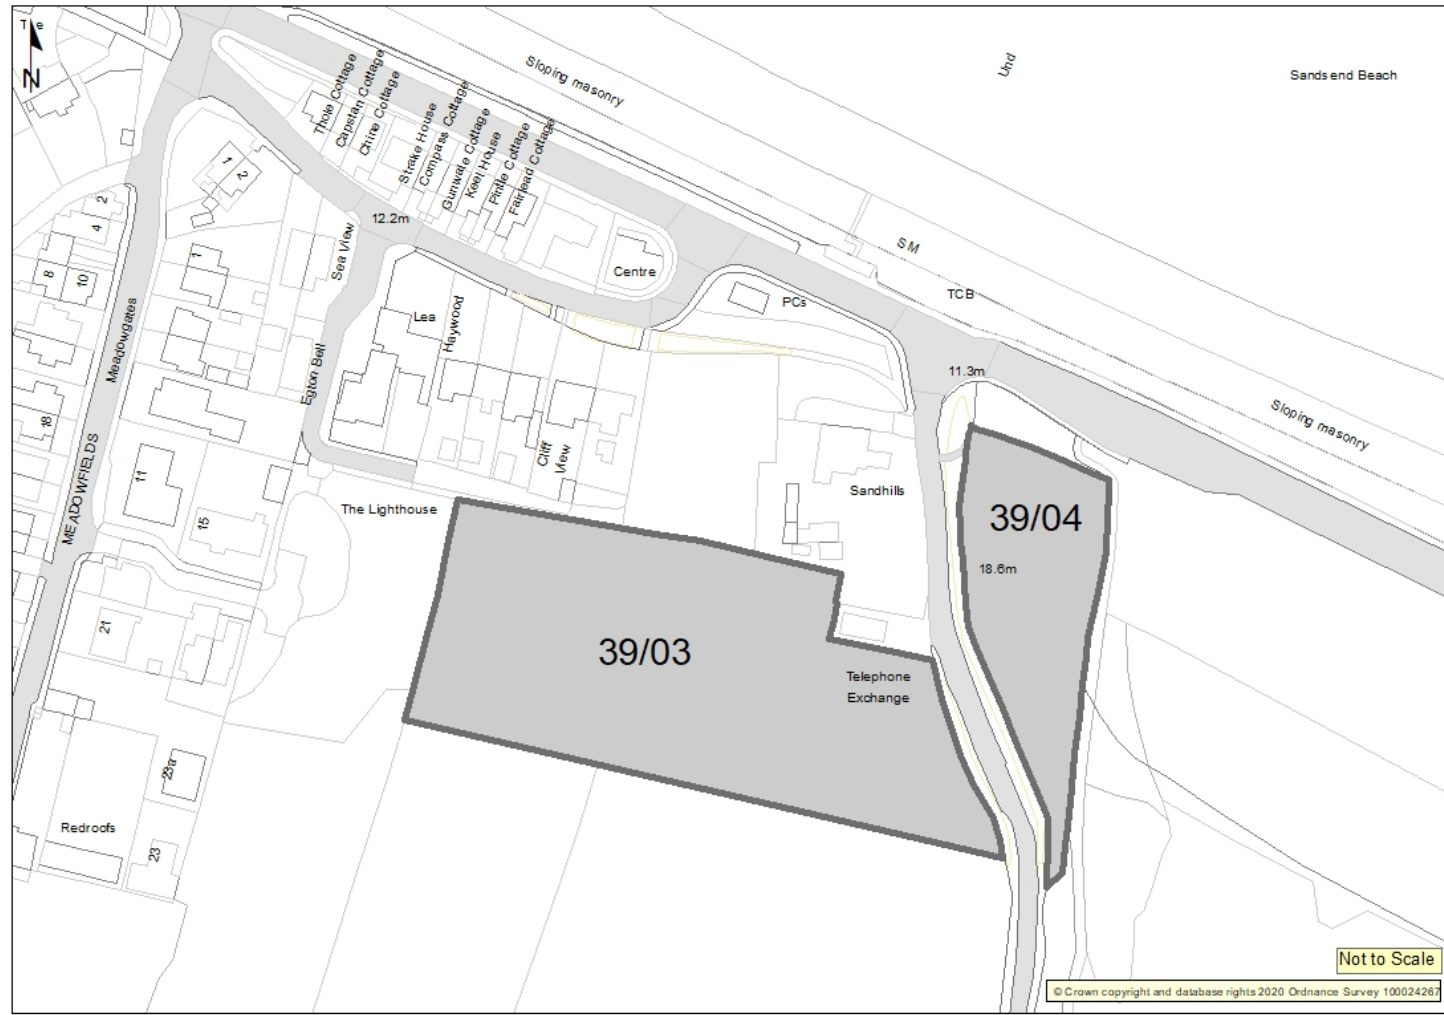 N
Sloping masonry
Und
Sandsend Beach
Thole Cottage
Capstan Cottage
Chine Cottage
Strake House
Compass Cottage
Gunwale Cottage
Keel House
Pintle Cottage
Fairlead Cottage
1
2
2
4
8
10
12.2m
Sea View
1
Centre
SM
TCB
PCs
Meadowgates
Lea
Haywood
Egton Bell
11.3m
Sloping masonry
18
MEADOWFIELDS
11
15
Cliff
View
The Lighthouse
Sandhills
39/04
18.6m
21
39/03
Telephone
Exchange
23a
Redroofs
23
Not to Scale
© Crown copyright and database rights 2020 Ordnance Survey 100024267